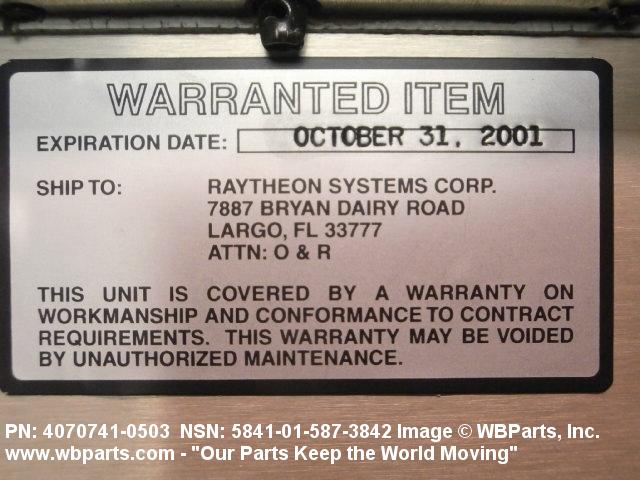 WARRANTED ITEM
EXPIRATION DATE: OCTOBER 31, 2001
SHIP TO: RAYTHEON SYSTEMS CORP.
7887 BRYAN DAIRY ROAD
LARGO, FL 33777
ATTN: O & R
THIS UNIT IS COVERED BY A WARRANTY ON
WORKMANSHIP AND CONFORMANCE TO CONTRACT
REQUIREMENTS. THIS WARRANTY MAY BE VOIDED
BY UNAUTHORIZED MAINTENANCE.
PN: 4070741-0503 NSN: 5841-01-587-3842 Image © WBParts, Inc.
www.wbparts.com - "Our Parts Keep the World Moving"